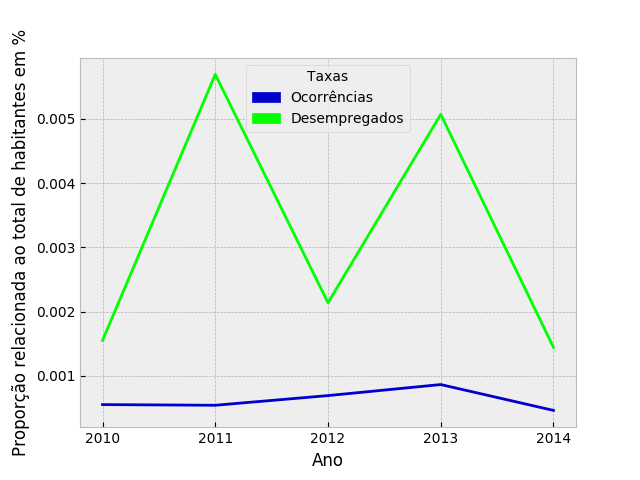 Proporção relacionada ao total de habitantes em %
Taxas
Ocorrências
Desempregados
0.005
0.004
0.003
0.002
0.001
2010 2011 2012 2013 2014
Ano